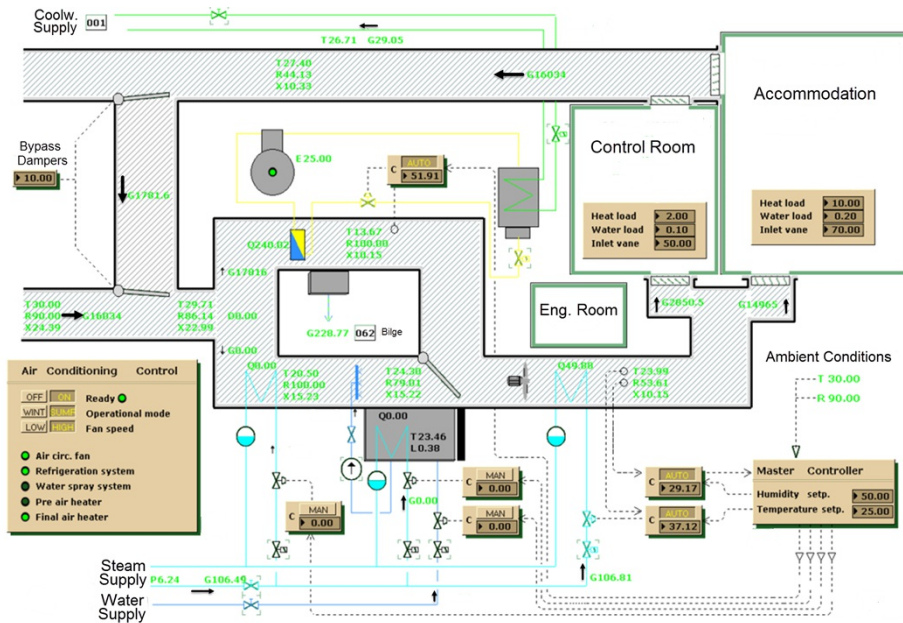 Coolw. Supply 001
T26.71 G29.05
T27.40
R44.13
X10.33
G16034
Accommodation
Control Room
Bypass
Dampers
10.00
G1781.6
E25.00
C AUTO
51.91
Heat load 2.00
Water load 0.10
Inlet vane 50.00
Heat load 10.00
Water load 0.20
Inlet vane 70.00
Q240.02
T13.67
R100.00
X10.15
G17816
T30.00
R90.00
X24.39
G16034
T29.71
R86.14
X22.99
D0.00
G220.77
062 Bilge
Eng. Room
G2850.5
G14965
G0.00
Q0.00
T20.50
R100.00
X15.23
T24.30
R79.01
X15.22
Q49.88
T23.99
R53.61
X10.15
Ambient Conditions
T 30.00
R 90.00
Air Conditioning Control
OFF ON Ready
WINT SUMR Operational mode
LOW HIGH Fan speed
Air circ. fan
Refrigeration system
Water spray system
Pre air heater
Final air heater
Q0.00
T23.46
L0.38
G0.00
C MAN
0.00
C MAN
0.00
C MAN
0.00
C AUTO
29.17
C AUTO
37.12
Master Controller
Humidity setp. 50.00
Temperature setp. 25.00
Steam
Supply
P6.24 G106.49
G106.81
Water
Supply